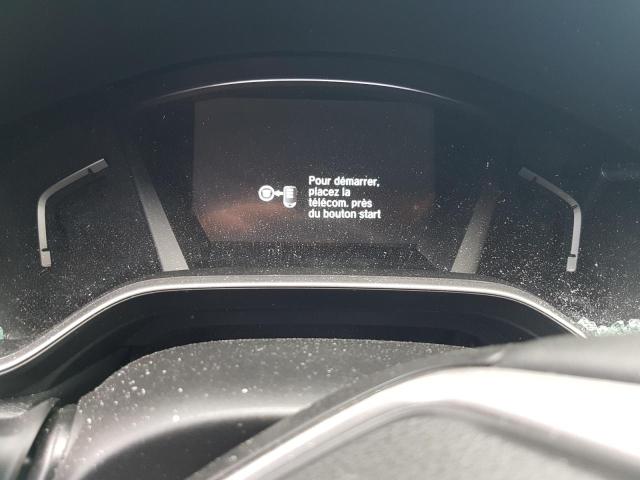 Pour démarrer,
placez la
télécom. près
du bouton start